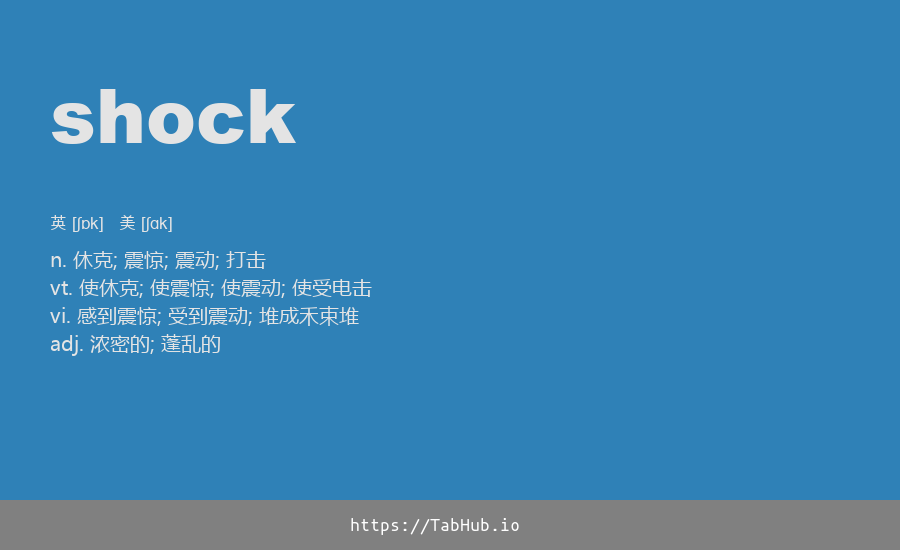 shock
英 [ʃɒk] 美 [ʃɑk]
n. 休克; 震惊; 震动; 打击
vt. 使休克; 使震惊; 使震动; 使受电击
vi. 感到震惊; 受到震动; 堆成禾束堆
adj. 浓密的; 蓬乱的
https://TabHub.io